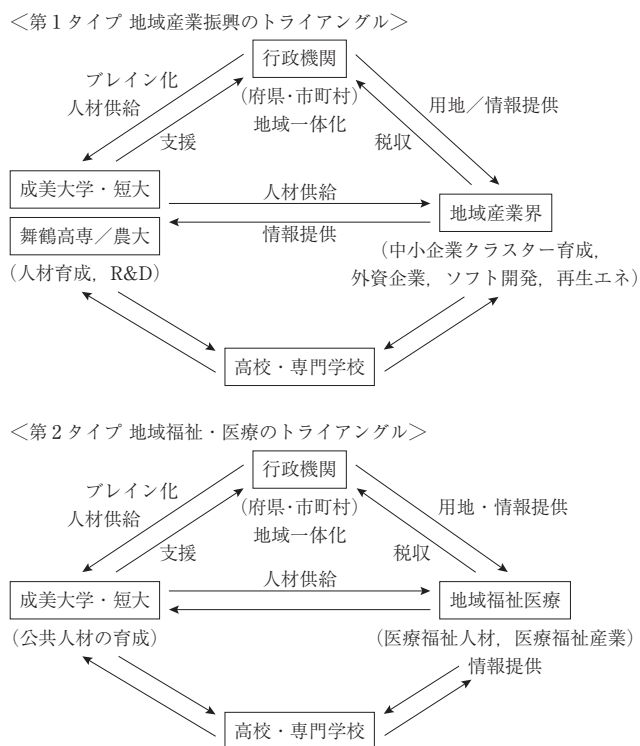 ＜第１タイプ 地域産業振興のトライアングル＞
行政機関
ブレイン化
人材供給
(府県・市町村)
地域一体化
用地／情報提供
支援
税収
成美大学・短大
人材供給
地域産業界
舞鶴高専／農大
情報提供
(人材育成，R&D)
(中小企業クラスター育成，
外資企業，ソフト開発，再生エネ)
高校・専門学校
＜第２タイプ 地域福祉・医療のトライアングル＞
行政機関
ブレイン化
人材供給
(府県・市町村)
地域一体化
用地・情報提供
支援
税収
人材供給
成美大学・短大
地域福祉医療
(公共人材の育成)
(医療福祉人材，医療福祉産業)
情報提供
高校・専門学校